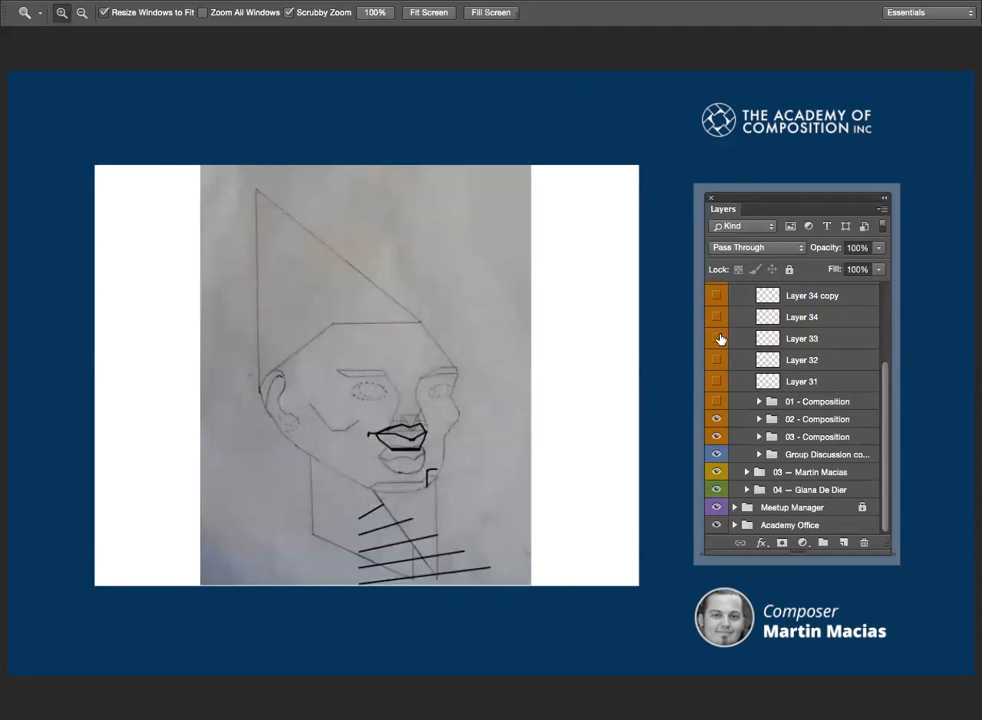 Resize Windows to Fit
Zoom All Windows
Scrubby Zoom
100%
Fit Screen
Fill Screen
Essentials
THE ACADEMY OF
COMPOSITION INC
Layers
Kind
Pass Through
Opacity: 100%
Lock:
Fill: 100%
Layer 34 copy
Layer 34
Layer 33
Layer 32
Layer 31
01 - Composition
02 - Composition
03 - Composition
Group Discussion co...
03 — Martin Macias
04 — Giana De Dier
Meetup Manager
Academy Office
fx
Composer
Martin Macias